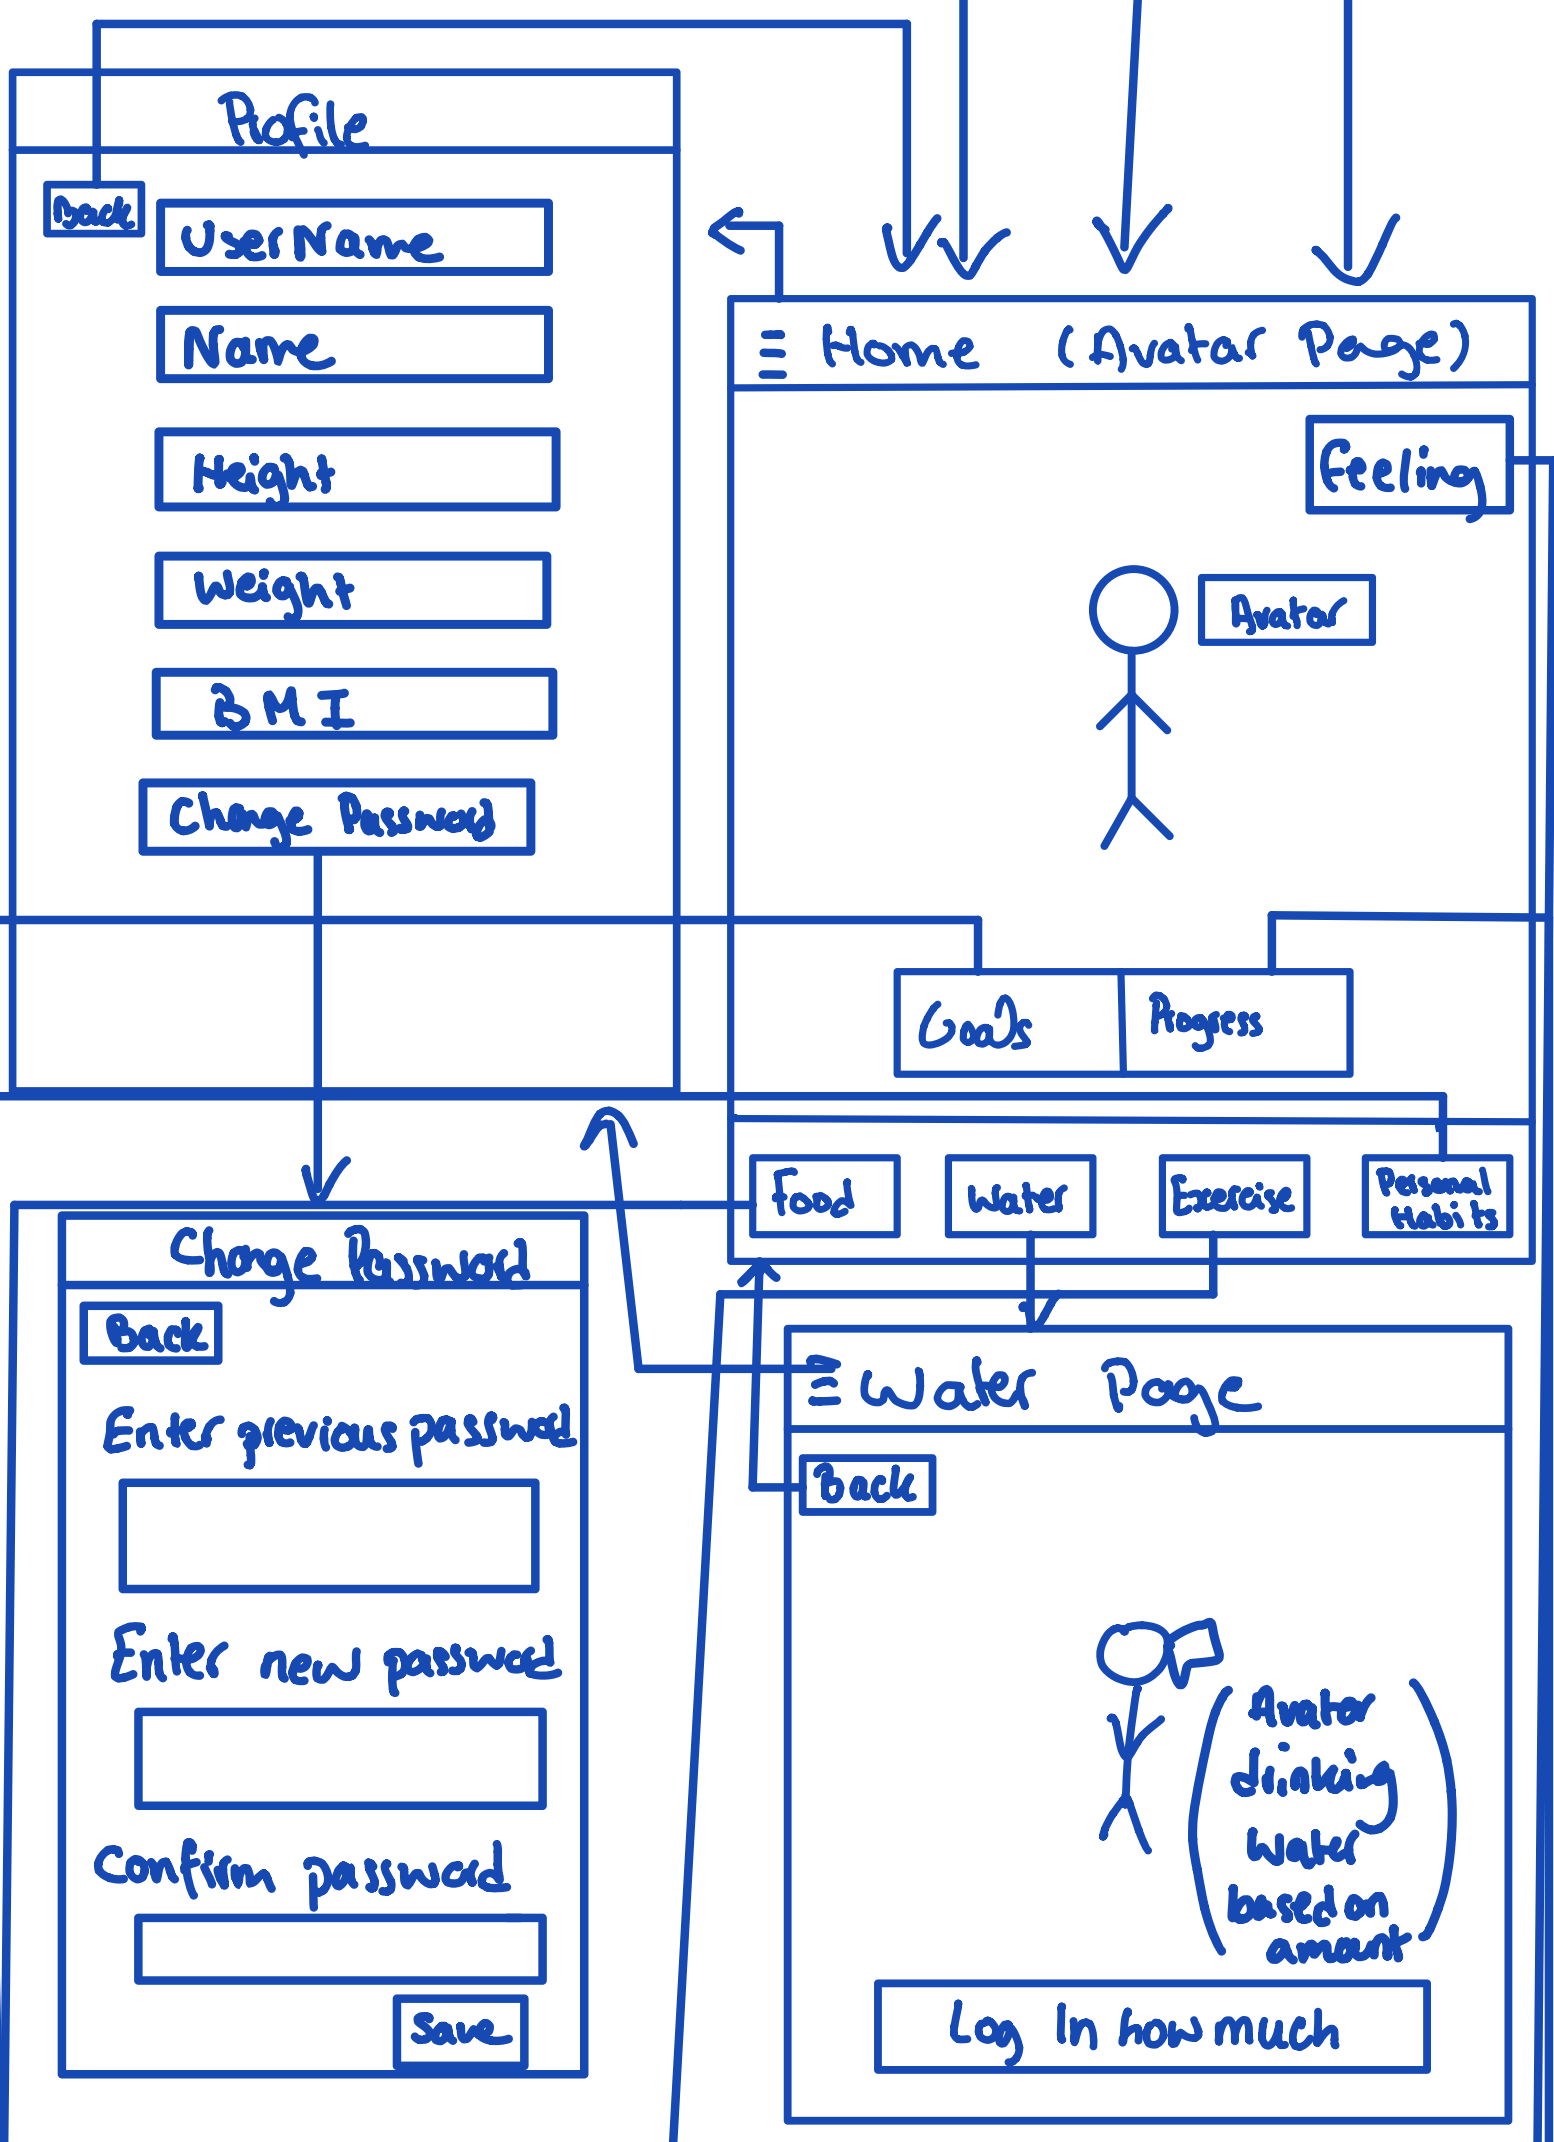 Profile
Back
UserName
Name
Height
Weight
BMI
Change Password
Home (Avatar Page)
Feeling
Avatar
Goals
Progress
Food
Water
Exercise
Personal
Habits
Change Password
Back
Enter previous password
Enter new password
Confirm password
Save
Water Page
Back
(Avatar
drinking
Water
based on
amount)
Log In how much